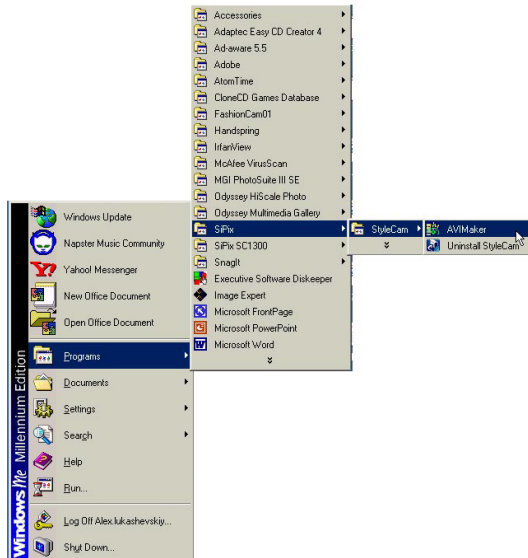 Accessories
Adaptec Easy CD Creator 4
Ad-aware 5.5
Adobe
AtomTime
CloneCD Games Database
FashionCam01
Handspring
IrfanView
McAfee VirusScan
MGI PhotoSuite III SE
Odyssey HiScale Photo
Odyssey Multimedia Gallery
SiPix
SiPix SC1300
SnagIt
Executive Software Diskeeper
Image Expert
Microsoft FrontPage
Microsoft PowerPoint
Microsoft Word
StyleCam
AVIMaker
Uninstall StyleCam
Windows Update
Napster Music Community
Yahoo! Messenger
New Office Document
Open Office Document
Programs
Documents
Settings
Search
Help
Run...
Log Off Alex.lukashevskiy...
Shut Down...
Windows Me Millennium Edition